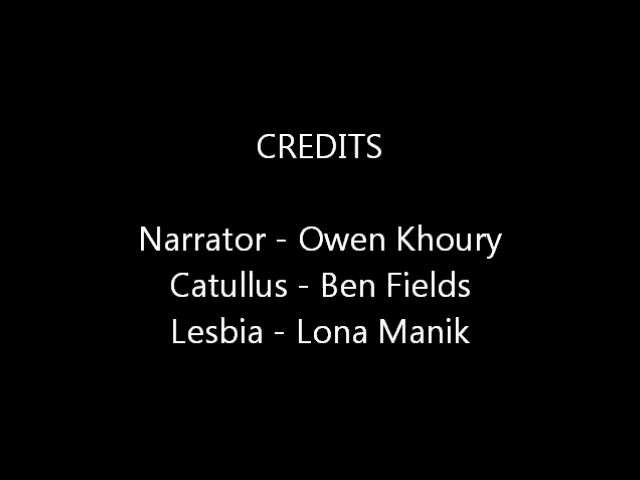 CREDITS
Narrator - Owen Khoury
Catullus - Ben Fields
Lesbia - Lona Manik